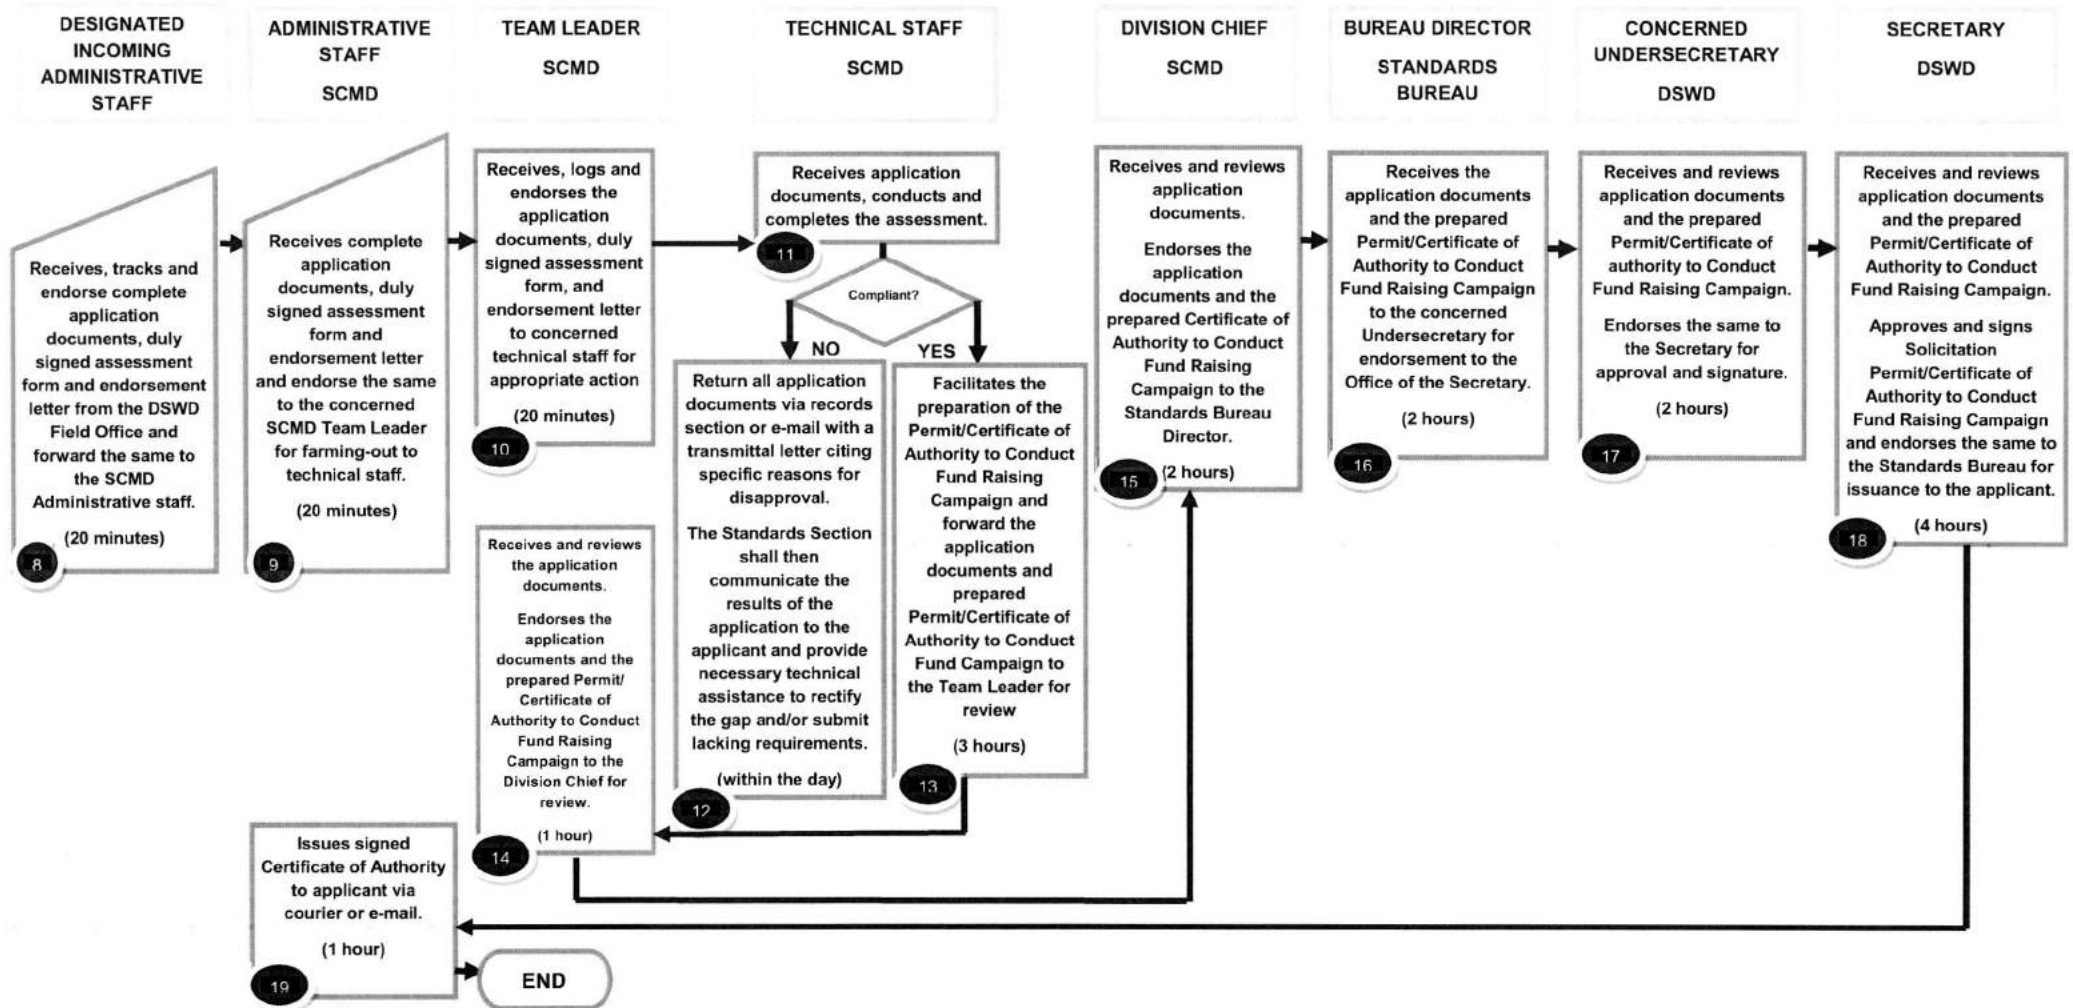 DESIGNATED
INCOMING
ADMINISTRATIVE
STAFF
ADMINISTRATIVE
STAFF
SCMD
TEAM LEADER
SCMD
TECHNICAL STAFF
SCMD
DIVISION CHIEF
SCMD
BUREAU DIRECTOR
STANDARDS
BUREAU
CONCERNED
UNDERSECRETARY
DSWD
SECRETARY
DSWD
Receives, tracks and
endorse complete
application
documents, duly
signed assessment
form and endorsement
letter from the DSWD
Field Office and
forward the same to
the SCMD
Administrative staff.
(20 minutes)
8
Receives complete
application
documents, duly
signed assessment
form and
endorsement letter
and endorse the same
to the concerned
SCMD Team Leader
for farming-out to
technical staff.
(20 minutes)
9
Receives, logs and
endorses the
application
documents, duly
signed assessment
form, and
endorsement letter
to concerned
technical staff for
appropriate action
(20 minutes)
10
Receives application
documents, conducts and
completes the assessment.
11
Compliant?
NO
YES
Return all application
documents via records
section or e-mail with a
transmittal letter citing
specific reasons for
disapproval.
The Standards Section
shall then
communicate the
results of the
application to the
applicant and provide
necessary technical
assistance to rectify
the gap and/or submit
lacking requirements.
(within the day)
12
Facilitates the
preparation of the
Permit/Certificate of
Authority to Conduct
Fund Raising
Campaign and
forward the
application
documents and
prepared
Permit/Certificate of
Authority to Conduct
Fund Campaign to
the Team Leader for
review
(3 hours)
13
Receives and reviews
the application
documents.
Endorses the
application
documents and the
prepared Permit/
Certificate of
Authority to Conduct
Fund Raising
Campaign to the
Division Chief for
review.
(1 hour)
14
Receives and reviews
application
documents.
Endorses the
application
documents and the
prepared Certificate of
Authority to Conduct
Fund Raising
Campaign to the
Standards Bureau
Director.
(2 hours)
15
Receives the
application documents
and the prepared
Permit/Certificate of
Authority to Conduct
Fund Raising Campaign
to the concerned
Undersecretary for
endorsement to the
Office of the Secretary.
(2 hours)
16
Receives and reviews
application documents
and the prepared
Permit/Certificate of
authority to Conduct
Fund Raising Campaign.
Endorses the same to
the Secretary for
approval and signature.
(2 hours)
17
Receives and reviews
application documents
and the prepared
Permit/Certificate of
Authority to Conduct
Fund Raising Campaign.
Approves and signs
Solicitation
Permit/Certificate of
Authority to Conduct
Fund Raising Campaign
and endorses the same to
the Standards Bureau for
issuance to the applicant.
(4 hours)
18
Issues signed
Certificate of Authority
to applicant via
courier or e-mail.
(1 hour)
19
END